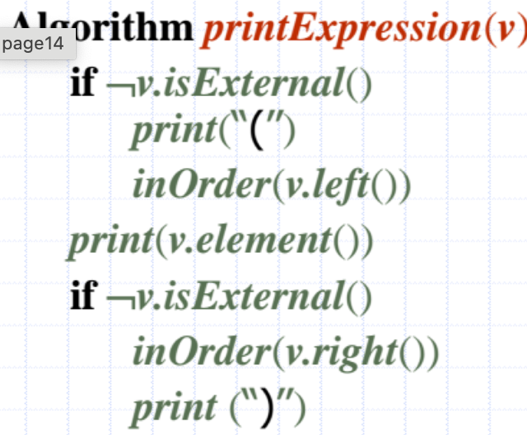 Algorithm printExpression(v)
page14
if ¬v.isExternal()
print("(")
inOrder(v.left())
print(v.element())
if ¬v.isExternal()
inOrder(v.right())
print (")")